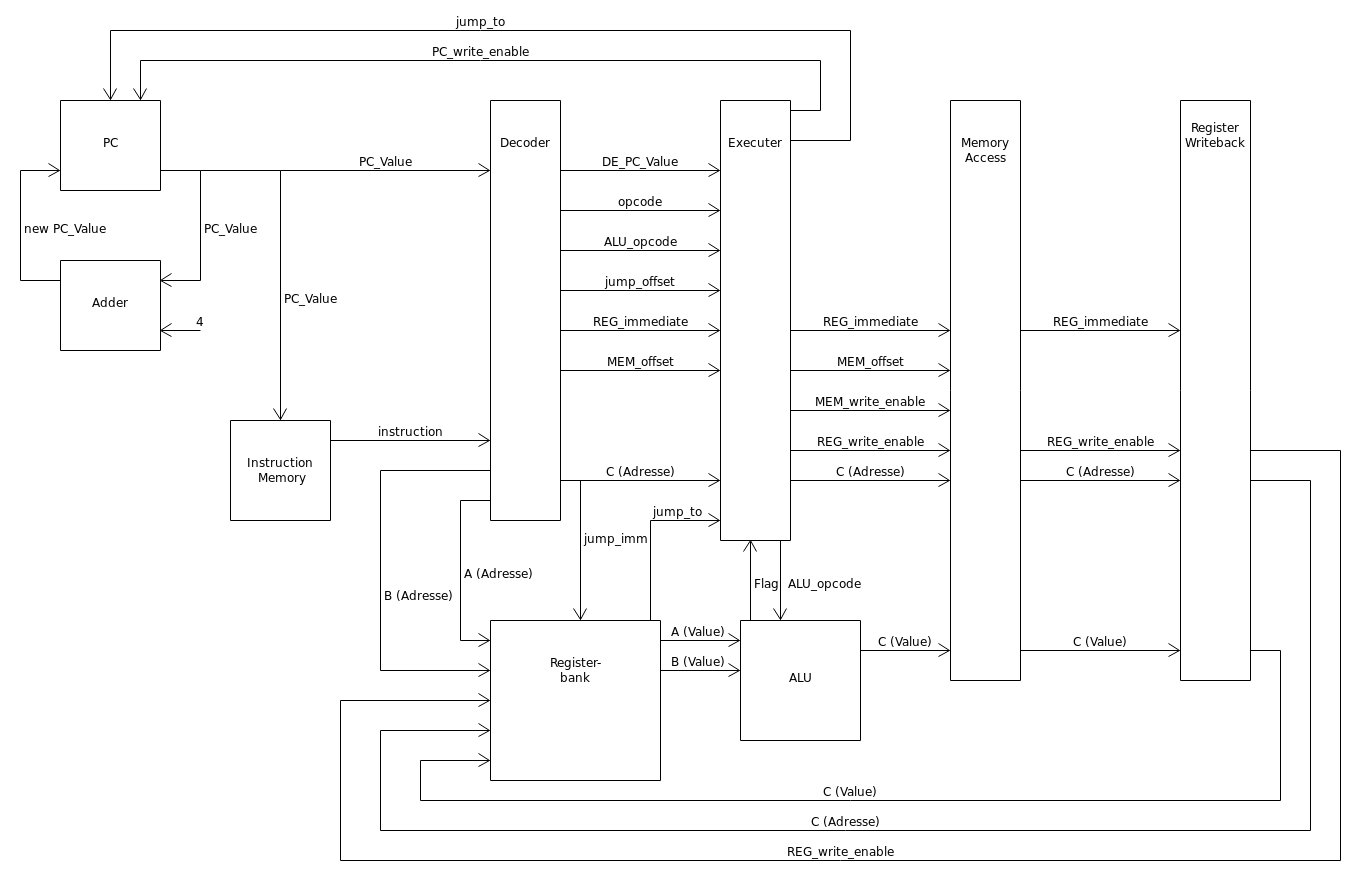 jump_to
PC_write_enable
PC
Decoder
Executer
Memory
Access
Register
Writeback
PC_Value
DE_PC_Value
opcode
new PC_Value
PC_Value
ALU_opcode
jump_offset
Adder
PC_Value
4
REG_immediate
REG_immediate
REG_immediate
MEM_offset
MEM_offset
MEM_write_enable
instruction
REG_write_enable
REG_write_enable
Instruction
Memory
C (Adresse)
C (Adresse)
C (Adresse)
jump_to
jump_imm
A (Adresse)
B (Adresse)
Flag
ALU_opcode
A (Value)
B (Value)
C (Value)
C (Value)
Register-
bank
ALU
C (Value)
C (Adresse)
REG_write_enable